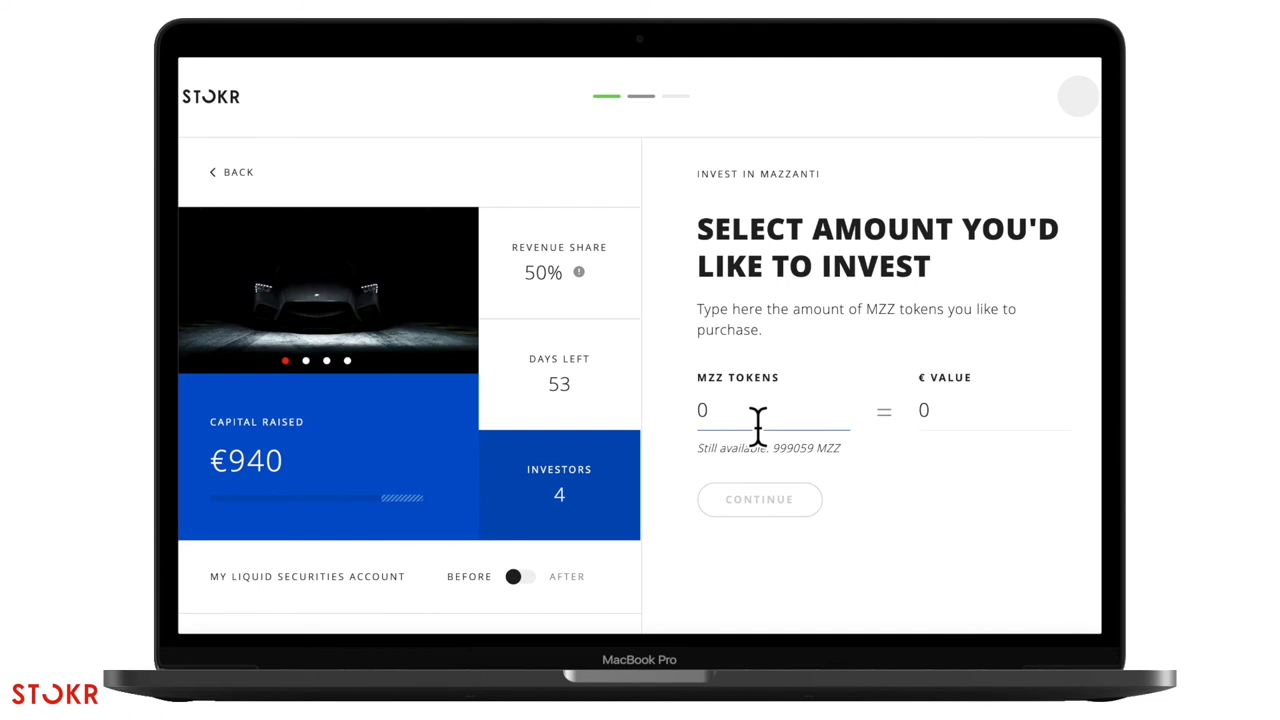 STOKR
BACK
REVENUE SHARE
50%
DAYS LEFT
53
CAPITAL RAISED
€940
INVESTORS
4
MY LIQUID SECURITIES ACCOUNT
BEFORE
AFTER
INVEST IN MAZZANTI
SELECT AMOUNT YOU'D
LIKE TO INVEST
Type here the amount of MZZ tokens you like to
purchase.
MZZ TOKENS
€ VALUE
0
=
0
Still available: 999059 MZZ
CONTINUE
MacBook Pro
STOKR